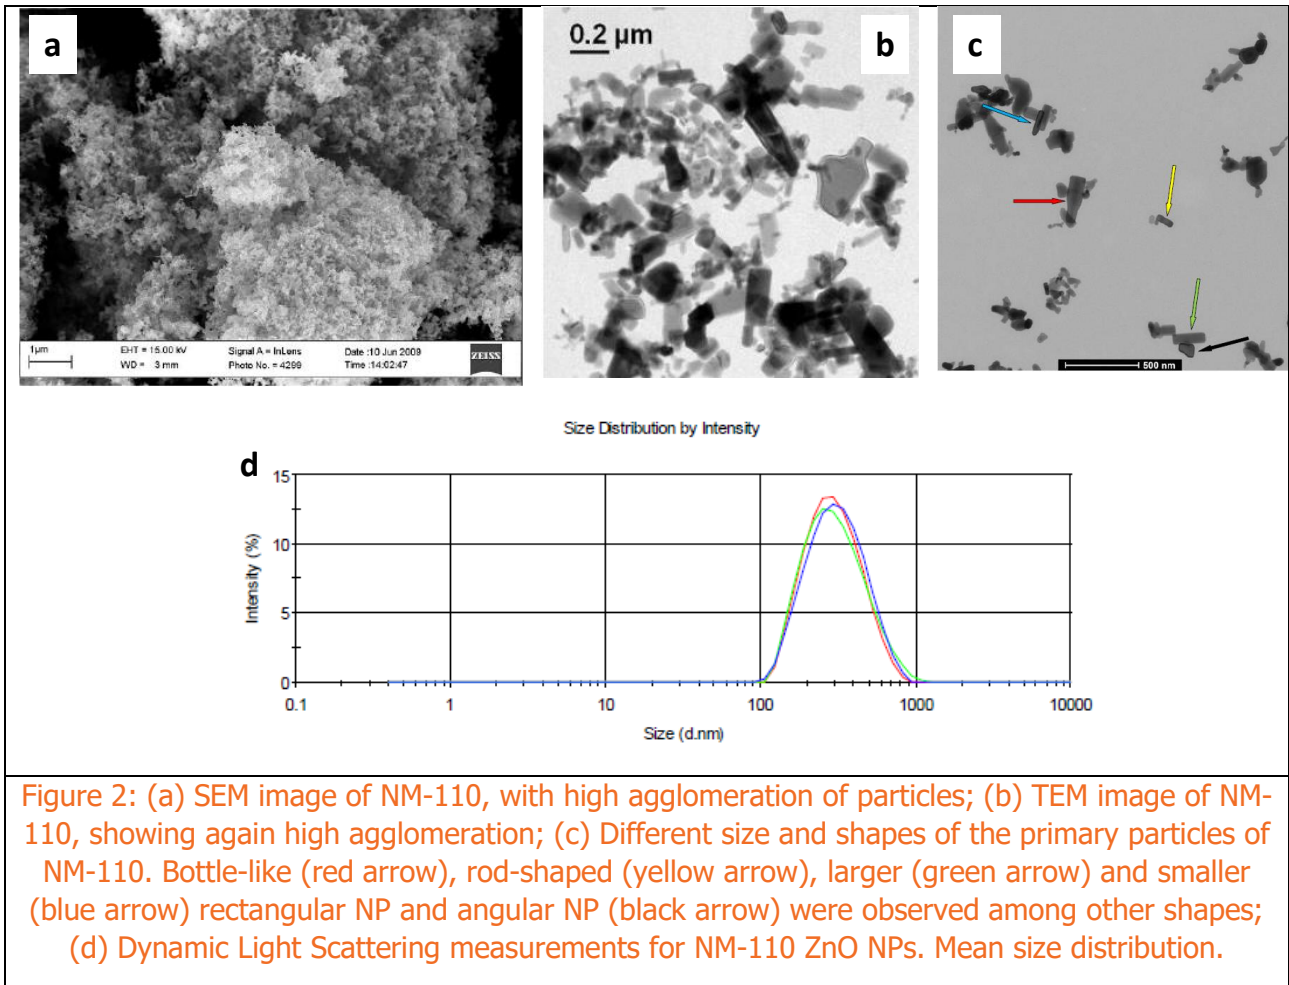 a
1µm
EHT = 15.00 kV
WD = 3 mm
Signal A = InLens
Photo No. = 4299
Date :10 Jun 2009
Time :14:02:47
ZEISS
0.2 µm
b
c
500 nm
Size Distribution by Intensity
d
Intensity (%)
15
10
5
0
0.1 1 10 100 1000 10000
Size (d.nm)
Figure 2: (a) SEM image of NM-110, with high agglomeration of particles; (b) TEM image of NM-
110, showing again high agglomeration; (c) Different size and shapes of the primary particles of
NM-110. Bottle-like (red arrow), rod-shaped (yellow arrow), larger (green arrow) and smaller
(blue arrow) rectangular NP and angular NP (black arrow) were observed among other shapes;
(d) Dynamic Light Scattering measurements for NM-110 ZnO NPs. Mean size distribution.